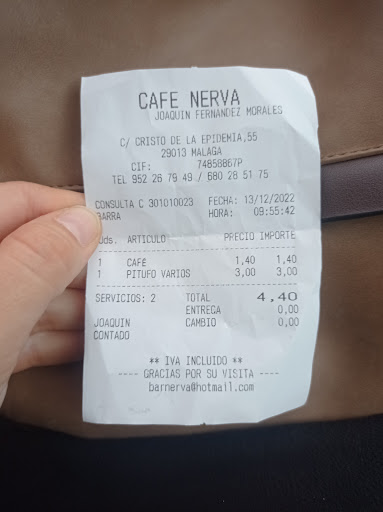 CAFE NERVA
JOAQUIN FERNANDEZ MORALES
C/ CRISTO DE LA EPIDEMIA,55
29013 MALAGA
CIF: 74858867P
TEL 952 26 79 49 / 680 28 51 75
CONSULTA C 301010023 FECHA: 13/12/2022
BARRA HORA: 09:55:42
Uds. ARTICULO PRECIO IMPORTE
1 CAFE 1,40 1,40
1 PITUFO VARIOS 3,00 3,00
SERVICIOS: 2 TOTAL 4,40
ENTREGA 0,00
JOAQUIN CAMBIO 0,00
CONTADO
** IVA INCLUIDO **
---- GRACIAS POR SU VISITA ----
barnerva@hotmail.com